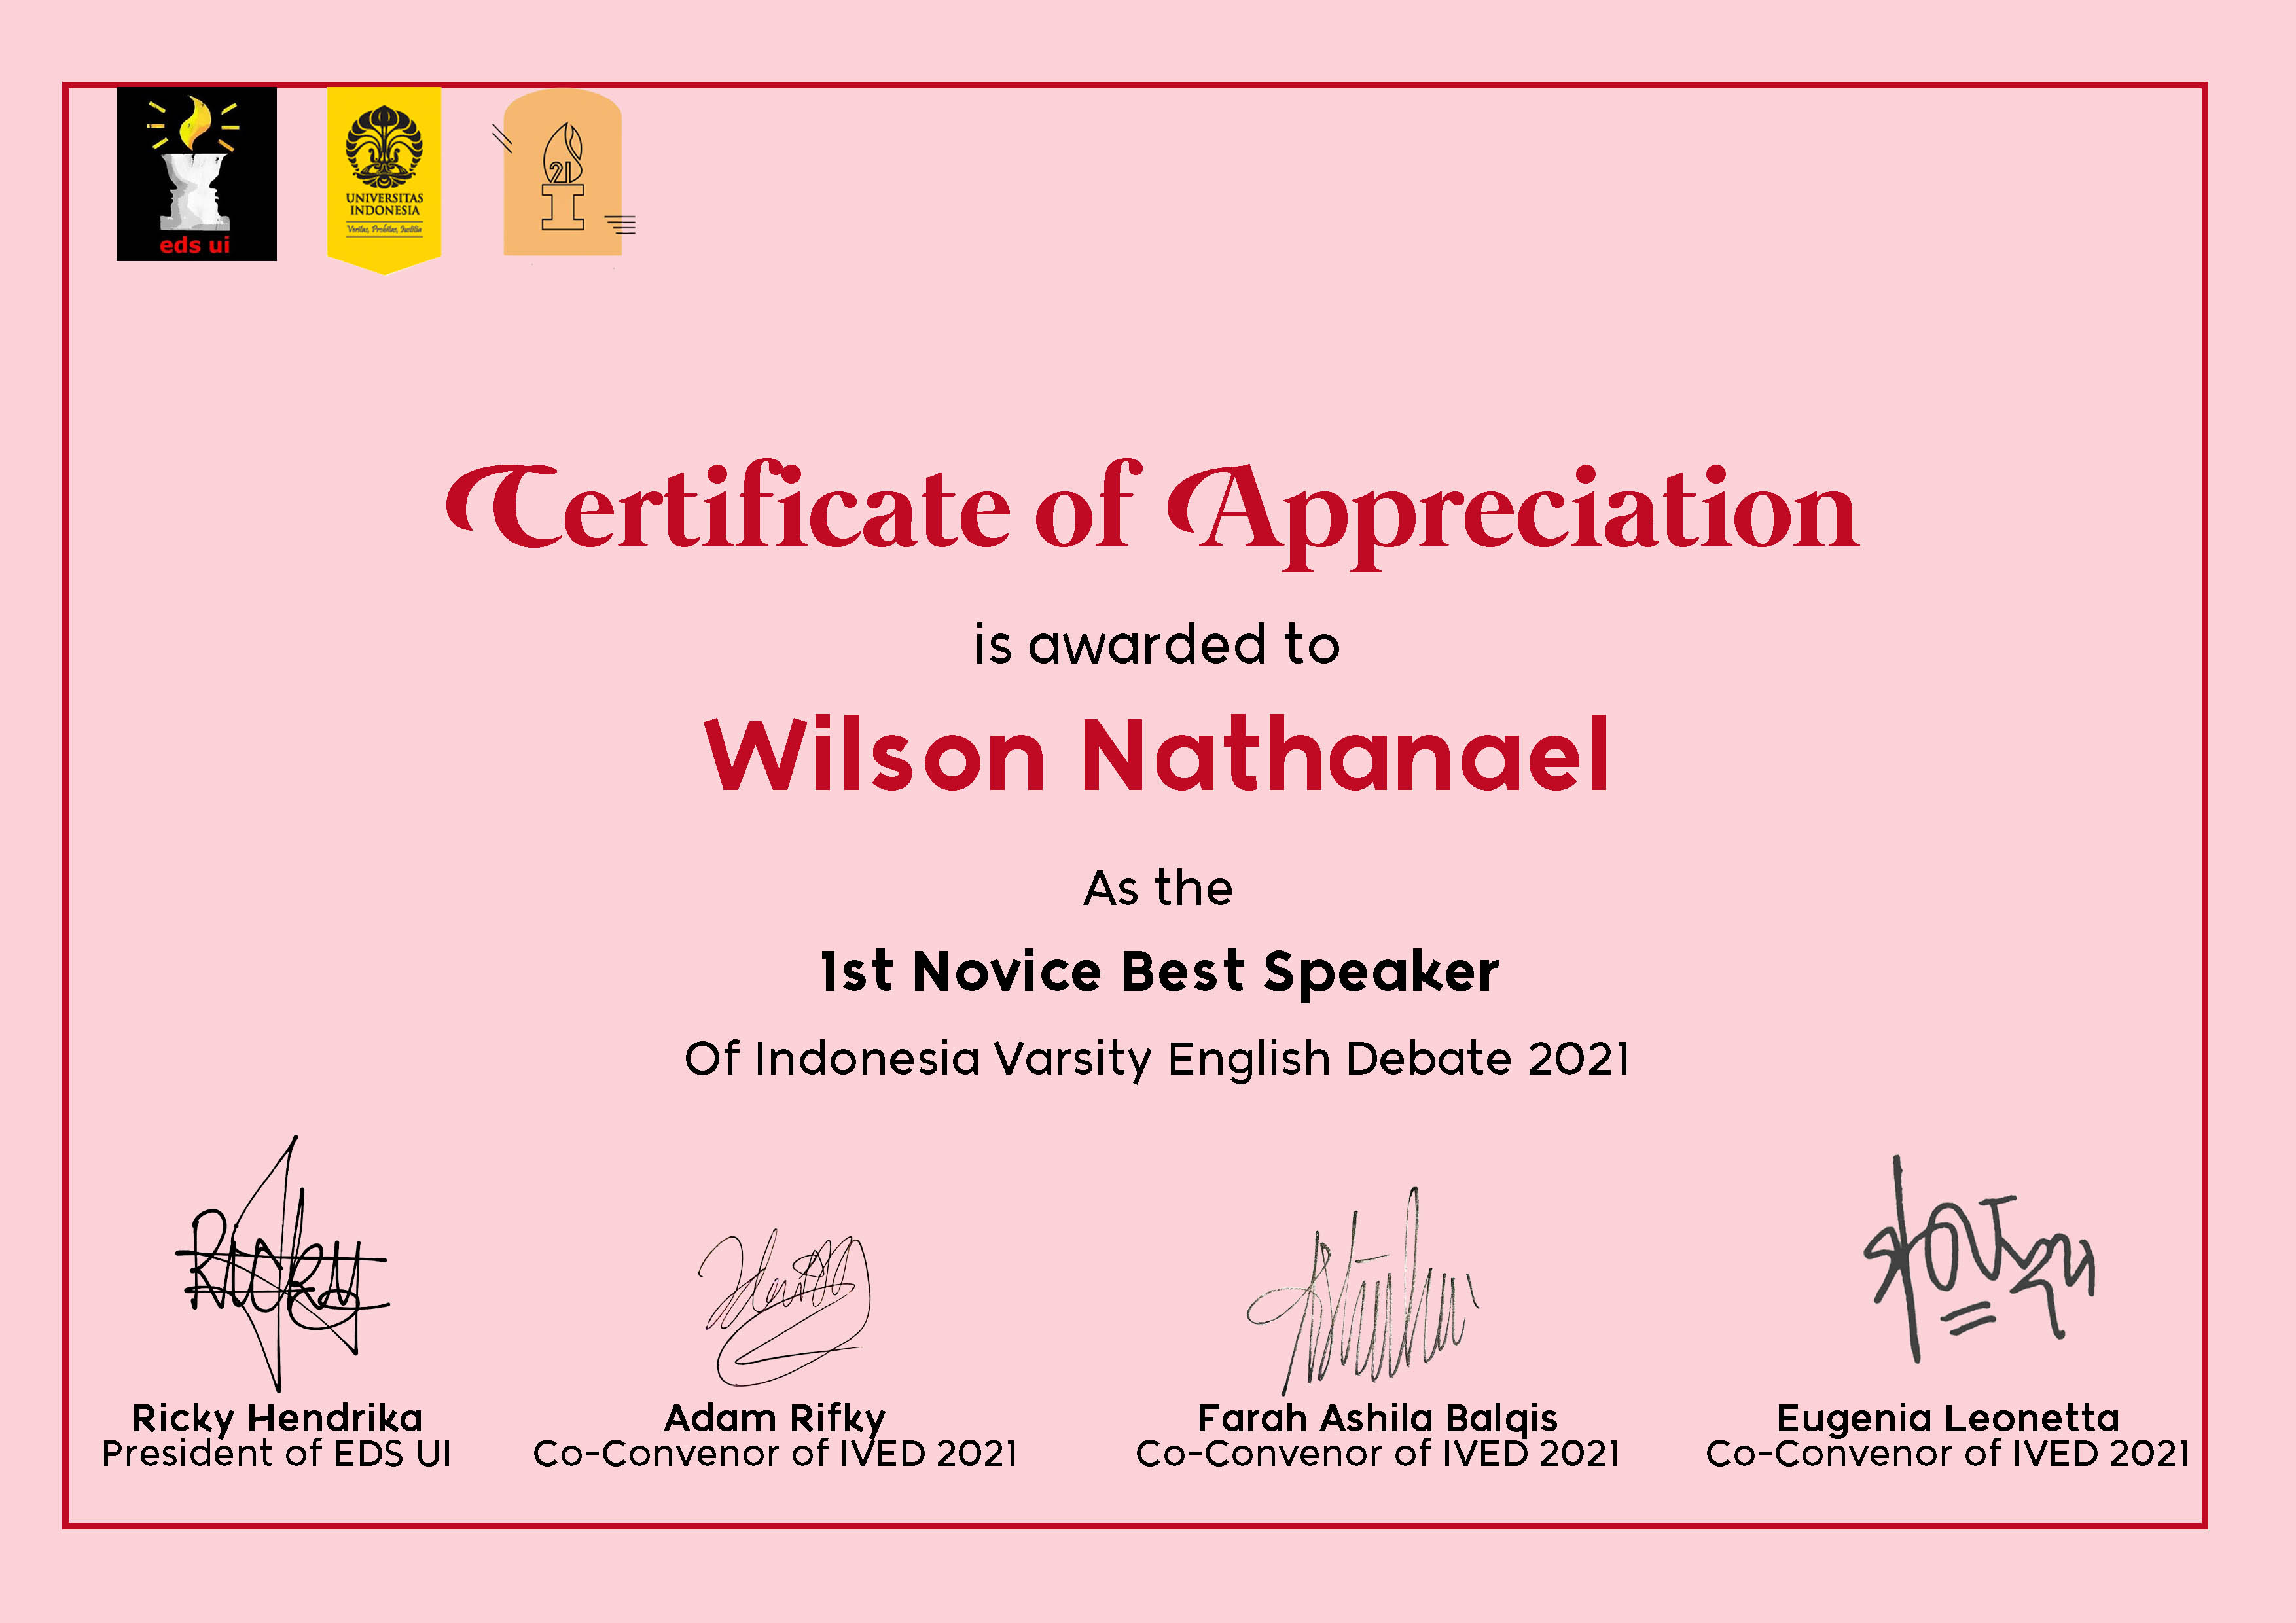 eds ui
UNIVERSITAS
INDONESIA
Veritas, Probitas, Iustitia
21
I
Certificate of Appreciation
is awarded to
Wilson Nathanael
As the
1st Novice Best Speaker
Of Indonesia Varsity English Debate 2021
Ricky
Ricky Hendrika
President of EDS UI
Adam Rifky
Co-Convenor of IVED 2021
Farah Ashila Balqis
Co-Convenor of IVED 2021
Eugenia Leonetta
Co-Convenor of IVED 2021